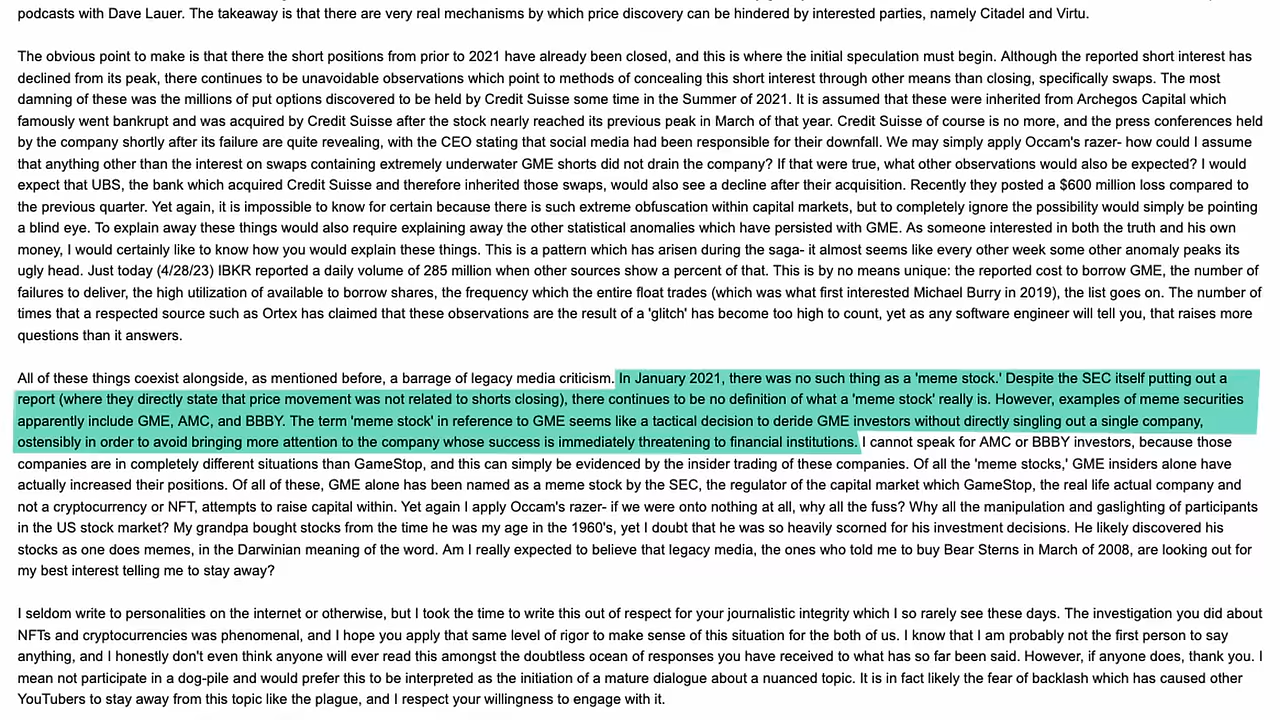 podcasts with Dave Lauer. The takeaway is that there are very real mechanisms by which price discovery can be hindered by interested parties, namely Citadel and Virtu.
The obvious point to make is that there the short positions from prior to 2021 have already been closed, and this is where the initial speculation must begin. Although the reported short interest has
declined from its peak, there continues to be unavoidable observations which point to methods of concealing this short interest through other means than closing, specifically swaps. The most
damning of these was the millions of put options discovered to be held by Credit Suisse some time in the Summer of 2021. It is assumed that these were inherited from Archegos Capital which
famously went bankrupt and was acquired by Credit Suisse after the stock nearly reached its previous peak in March of that year. Credit Suisse of course is no more, and the press conferences held
by the company shortly after its failure are quite revealing, with the CEO stating that social media had been responsible for their downfall. We may simply apply Occam's razor- how could I assume
that anything other than the interest on swaps containing extremely underwater GME shorts did not drain the company? If that were true, what other observations would also be expected? I would
expect that UBS, the bank which acquired Credit Suisse and therefore inherited those swaps, would also see a decline after their acquisition. Recently they posted a $600 million loss compared to
the previous quarter. Yet again, it is impossible to know for certain because there is such extreme obfuscation within capital markets, but to completely ignore the possibility would simply be pointing
a blind eye. To explain away these things would also require explaining away the other statistical anomalies which have persisted with GME. As someone interested in both the truth and his own
money, I would certainly like to know how you would explain these things. This is a pattern which has arisen during the saga- it almost seems like every other week some other anomaly peaks its
ugly head. Just today (4/28/23) IBKR reported a daily volume of 285 million when other sources show a percent of that. This is by no means unique: the reported cost to borrow GME, the number of
failures to deliver, the high utilization of available to borrow shares, the frequency which the entire float trades (which was what first interested Michael Burry in 2019), the list goes on. The number of
times that a respected source such as Ortex has claimed that these observations are the result of a 'glitch' has become too high to count, yet as any software engineer will tell you, that raises more
questions than it answers.
All of these things coexist alongside, as mentioned before, a barrage of legacy media criticism. In January 2021, there was no such thing as a 'meme stock.' Despite the SEC itself putting out a
report (where they directly state that price movement was not related to shorts closing), there continues to be no definition of what a 'meme stock' really is. However, examples of meme securities
apparently include GME, AMC, and BBBY. The term 'meme stock' in reference to GME seems like a tactical decision to deride GME investors without directly singling out a single company,
ostensibly in order to avoid bringing more attention to the company whose success is immediately threatening to financial institutions. I cannot speak for AMC or BBBY investors, because those
companies are in completely different situations than GameStop, and this can simply be evidenced by the insider trading of these companies. Of all the 'meme stocks,' GME insiders alone have
actually increased their positions. Of all of these, GME alone has been named as a meme stock by the SEC, the regulator of the capital market which GameStop, the real life actual company and
not a cryptocurrency or NFT, attempts to raise capital within. Yet again I apply Occam's razor- if we were onto nothing at all, why all the fuss? Why all the manipulation and gaslighting of participants
in the US stock market? My grandpa bought stocks from the time he was my age in the 1960's, yet I doubt that he was so heavily scorned for his investment decisions. He likely discovered his
stocks as one does memes, in the Darwinian meaning of the word. Am I really expected to believe that legacy media, the ones who told me to buy Bear Sterns in March of 2008, are looking out for
my best interest telling me to stay away?
I seldom write to personalities on the internet or otherwise, but I took the time to write this out of respect for your journalistic integrity which I so rarely see these days. The investigation you did about
NFTs and cryptocurrencies was phenomenal, and I hope you apply that same level of rigor to make sense of this situation for the both of us. I know that I am probably not the first person to say
anything, and I honestly don't even think anyone will ever read this amongst the doubtless ocean of responses you have received to what has so far been said. However, if anyone does, thank you. I
mean not participate in a dog-pile and would prefer this to be interpreted as the initiation of a mature dialogue about a nuanced topic. It is in fact likely the fear of backlash which has caused other
YouTubers to stay away from this topic like the plague, and I respect your willingness to engage with it.